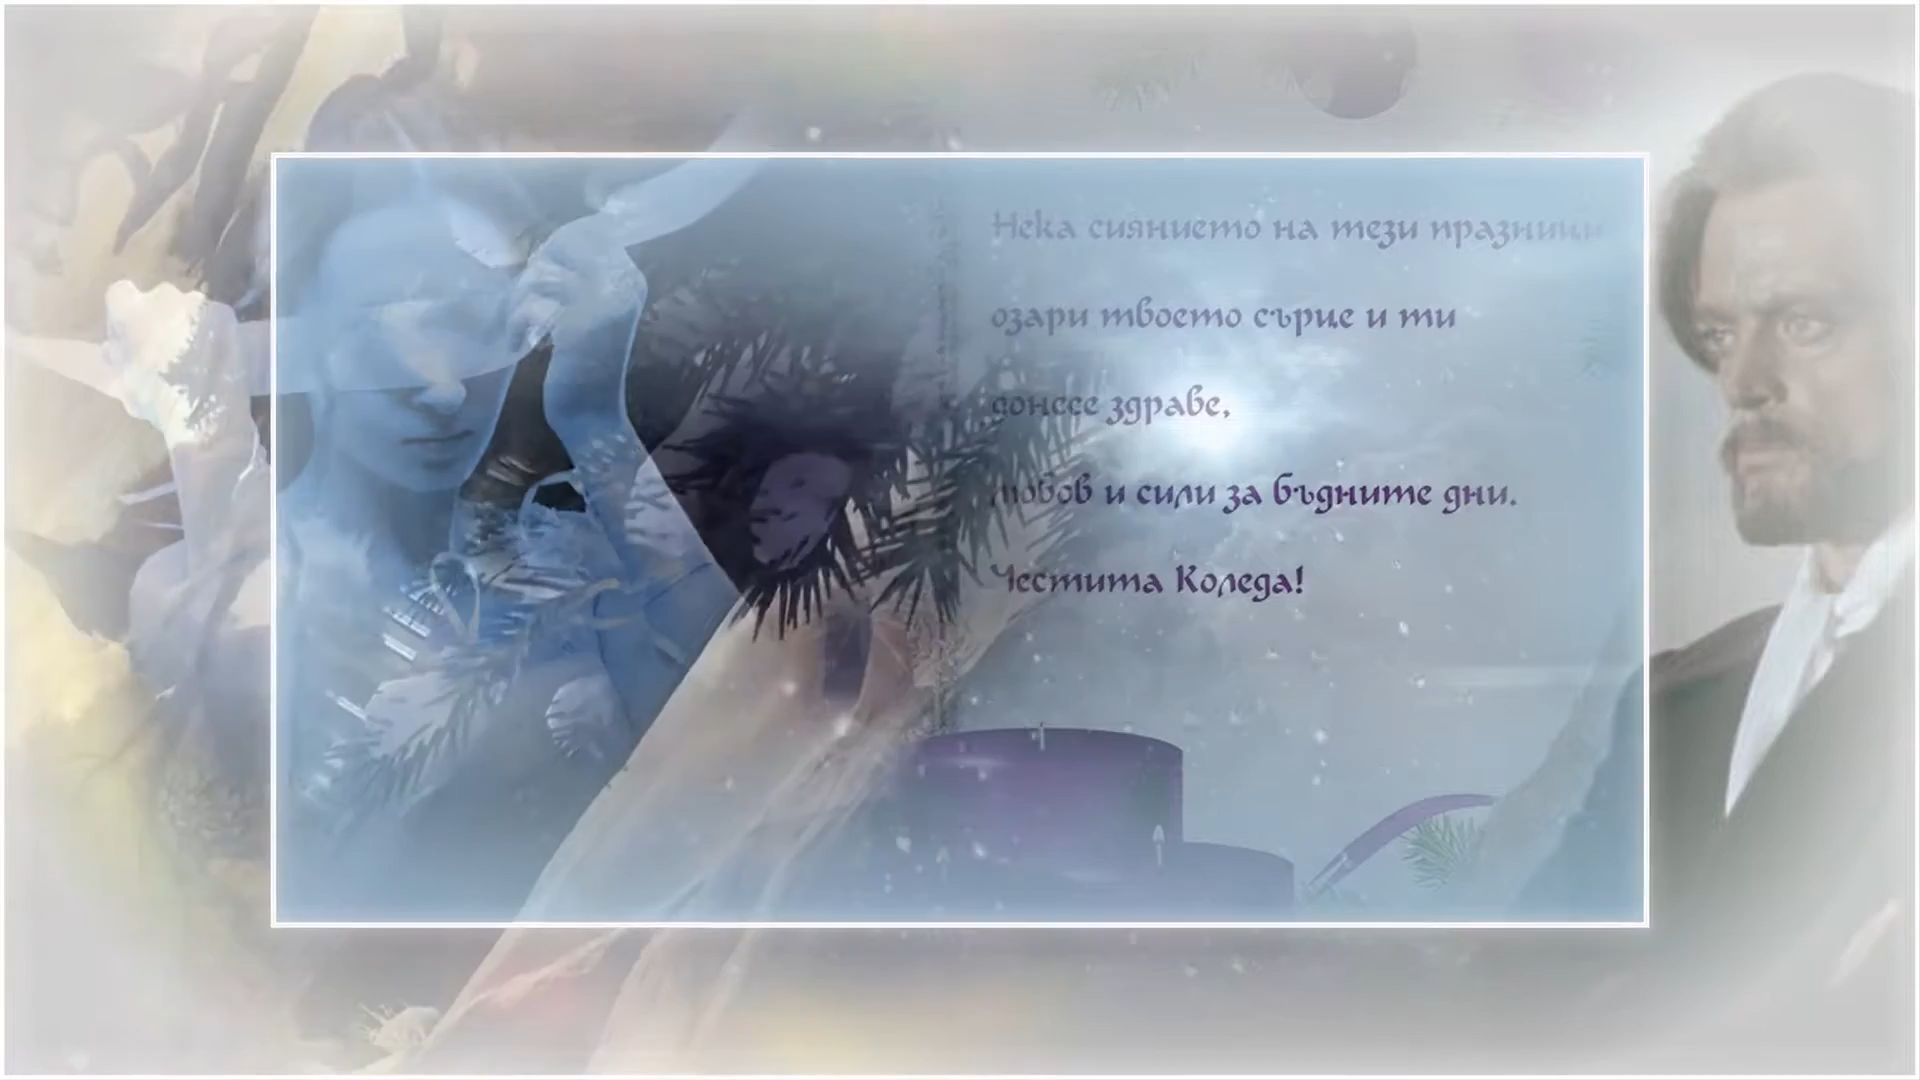 Нека сиянието на тези празници
озари твоето сърце и ти
донесе здраве,
любов и сили за бъдните дни.
Честита Коледа!